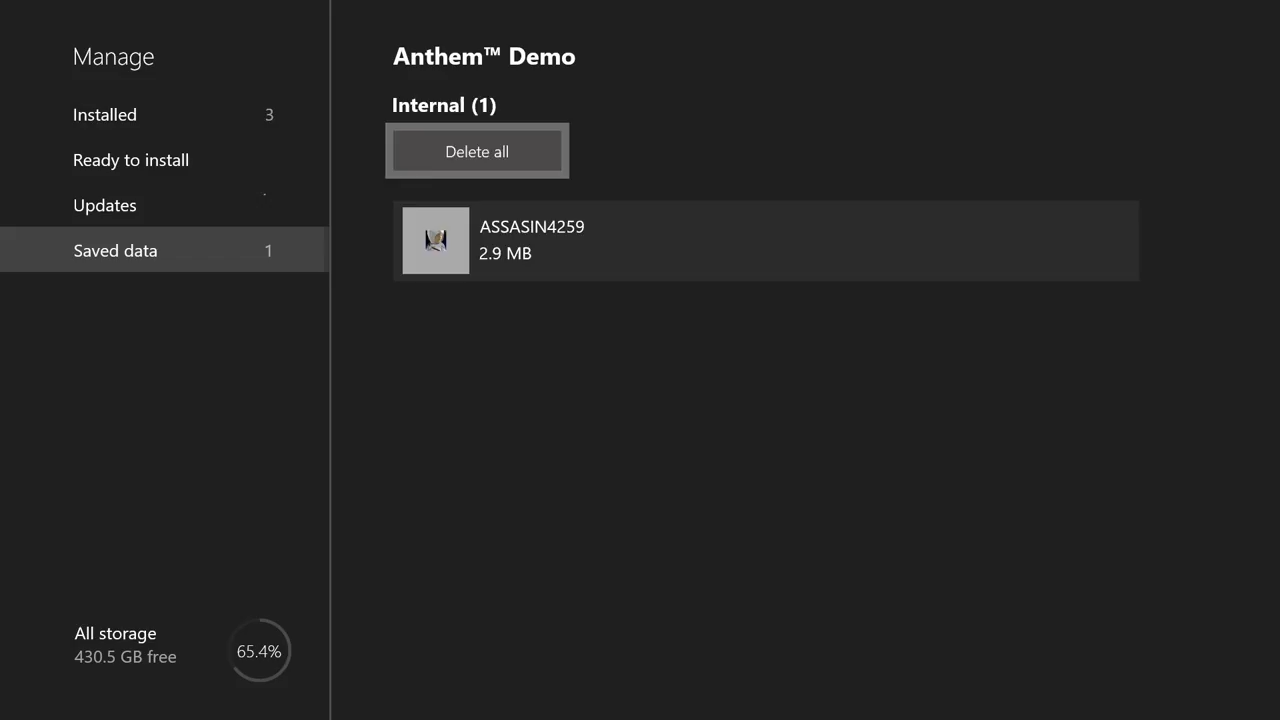 Manage
Installed 3
Ready to install
Updates
Saved data 1
All storage
430.5 GB free
65.4%
Anthem™ Demo
Internal (1)
Delete all
ASSASIN4259
2.9 MB